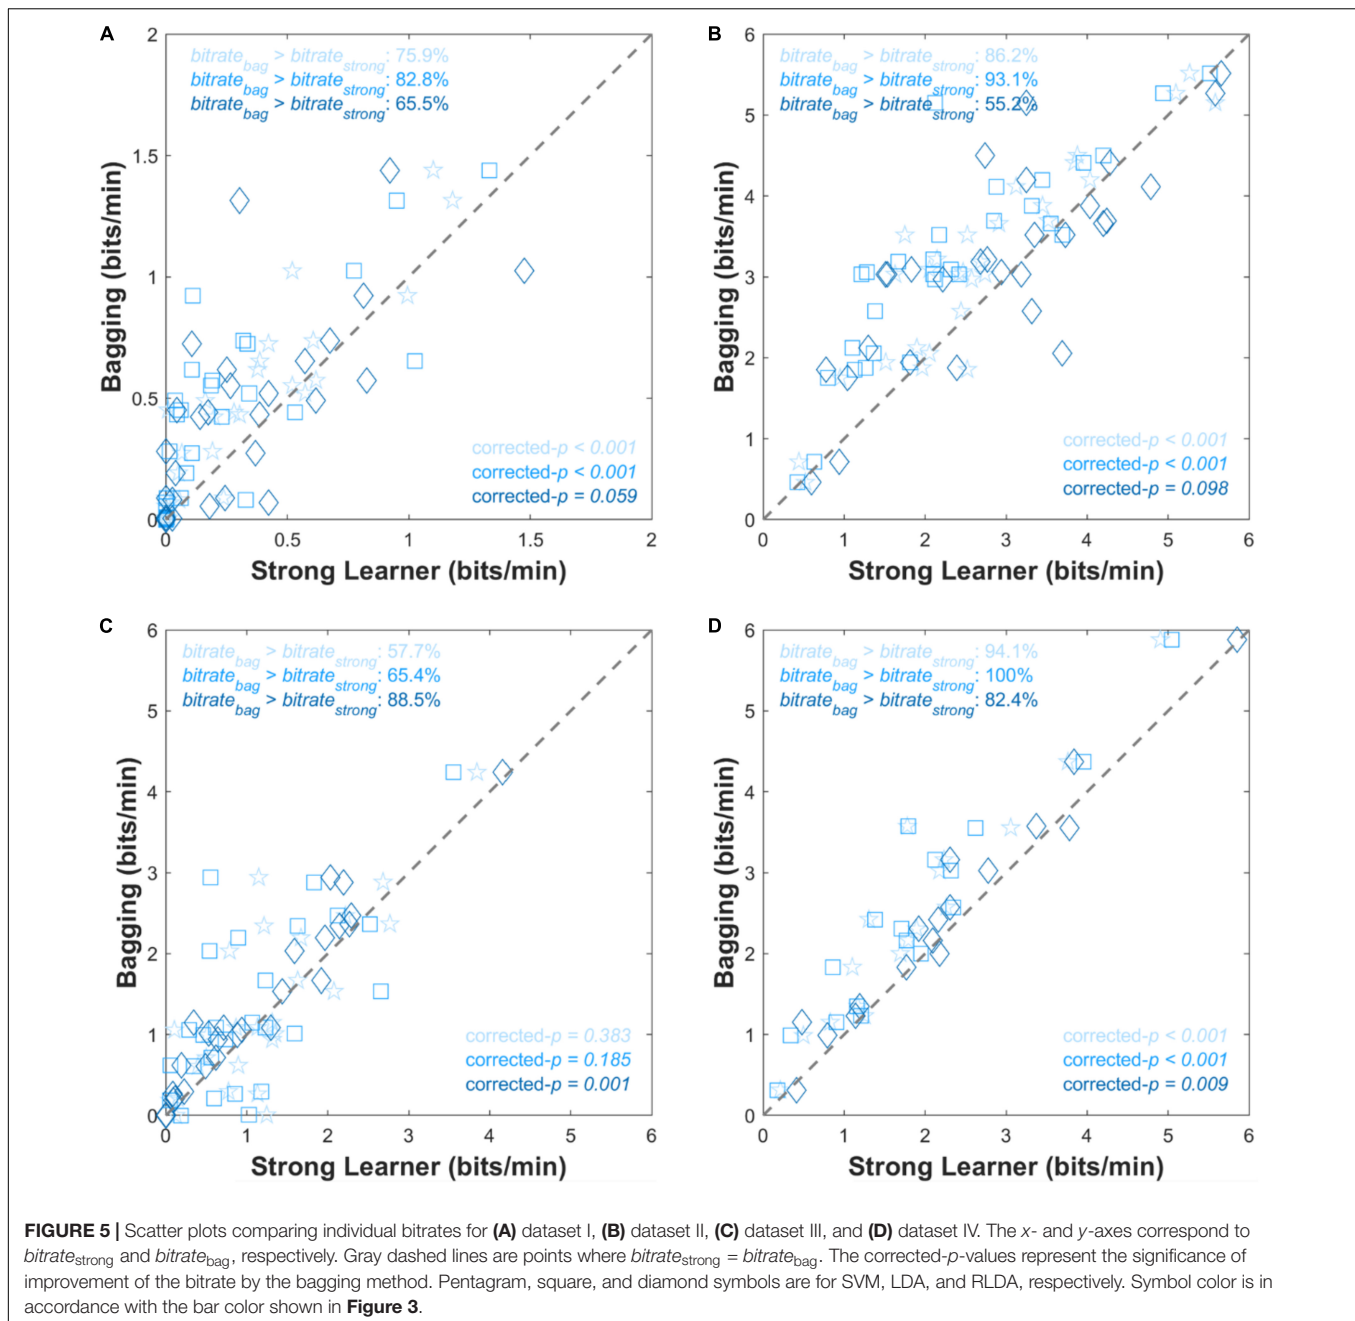 A
bitrate_bag > bitrate_strong: 75.9%
bitrate_bag > bitrate_strong: 82.8%
bitrate_bag > bitrate_strong: 65.5%
2
1.5
1
0.5
0
Bagging (bits/min)
corrected-p < 0.001
corrected-p < 0.001
corrected-p = 0.059
0 0.5 1 1.5 2
Strong Learner (bits/min)
B
bitrate_bag > bitrate_strong: 86.2%
bitrate_bag > bitrate_strong: 93.1%
bitrate_bag > bitrate_strong: 55.2%
6
5
4
3
2
1
0
Bagging (bits/min)
corrected-p < 0.001
corrected-p < 0.001
corrected-p = 0.098
0 1 2 3 4 5 6
Strong Learner (bits/min)
C
bitrate_bag > bitrate_strong: 57.7%
bitrate_bag > bitrate_strong: 65.4%
bitrate_bag > bitrate_strong: 88.5%
6
5
4
3
2
1
0
Bagging (bits/min)
corrected-p = 0.383
corrected-p = 0.185
corrected-p = 0.001
0 1 2 3 4 5 6
Strong Learner (bits/min)
D
bitrate_bag > bitrate_strong: 94.1%
bitrate_bag > bitrate_strong: 100%
bitrate_bag > bitrate_strong: 82.4%
6
5
4
3
2
1
0
Bagging (bits/min)
corrected-p < 0.001
corrected-p < 0.001
corrected-p = 0.009
0 1 2 3 4 5 6
Strong Learner (bits/min)
FIGURE 5 | Scatter plots comparing individual bitrates for (A) dataset I, (B) dataset II, (C) dataset III, and (D) dataset IV. The x- and y-axes correspond to
bitrate_strong and bitrate_bag, respectively. Gray dashed lines are points where bitrate_strong = bitrate_bag. The corrected-p-values represent the significance of
improvement of the bitrate by the bagging method. Pentagram, square, and diamond symbols are for SVM, LDA, and RLDA, respectively. Symbol color is in
accordance with the bar color shown in Figure 3.